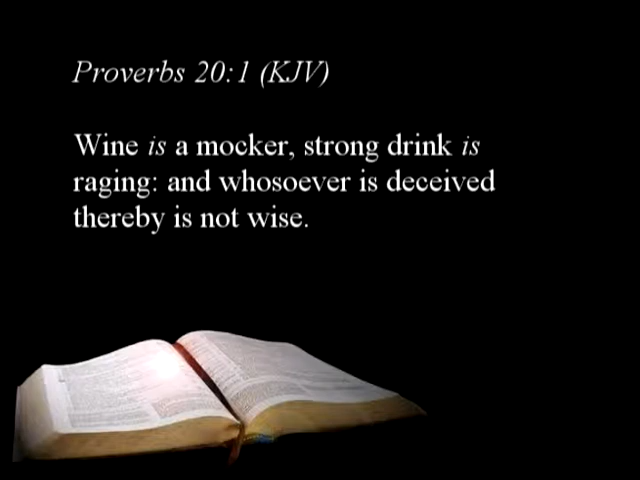 Proverbs 20:1 (KJV)
Wine is a mocker, strong drink is
raging: and whosoever is deceived
thereby is not wise.